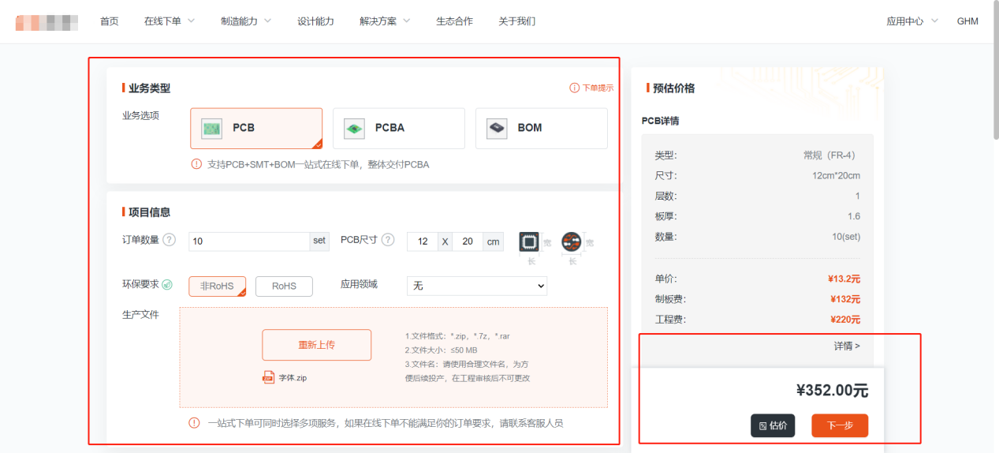 首页 在线下单 制造能力 设计能力 解决方案 生态合作 关于我们 应用中心 GHM
业务类型
下单提示
业务选项
PCB
PCBA
BOM
支持PCB+SMT+BOM一站式在线下单，整体交付PCBA
项目信息
订单数量 ? 10 set PCB尺寸 ? 12 X 20 cm
宽 宽
长 长
环保要求 非RoHS RoHS 应用领域 无
生产文件
重新上传
字体.zip
1.文件格式：*.zip，*.7z，*.rar
2.文件大小：≤50 MB
3.文件名：请使用合理文件名，为方
便后续投产，在工程审核后不可更改
一站式下单可同时选择多项服务，如果在线下单不能满足你的订单要求，请联系客服人员
预估价格
PCB详情
类型： 常规（FR-4）
尺寸： 12cm*20cm
层数： 1
板厚： 1.6
数量： 10(set)
单价： ¥13.2元
制板费： ¥132元
工程费： ¥220元
详情 >
¥352.00元
估价 下一步